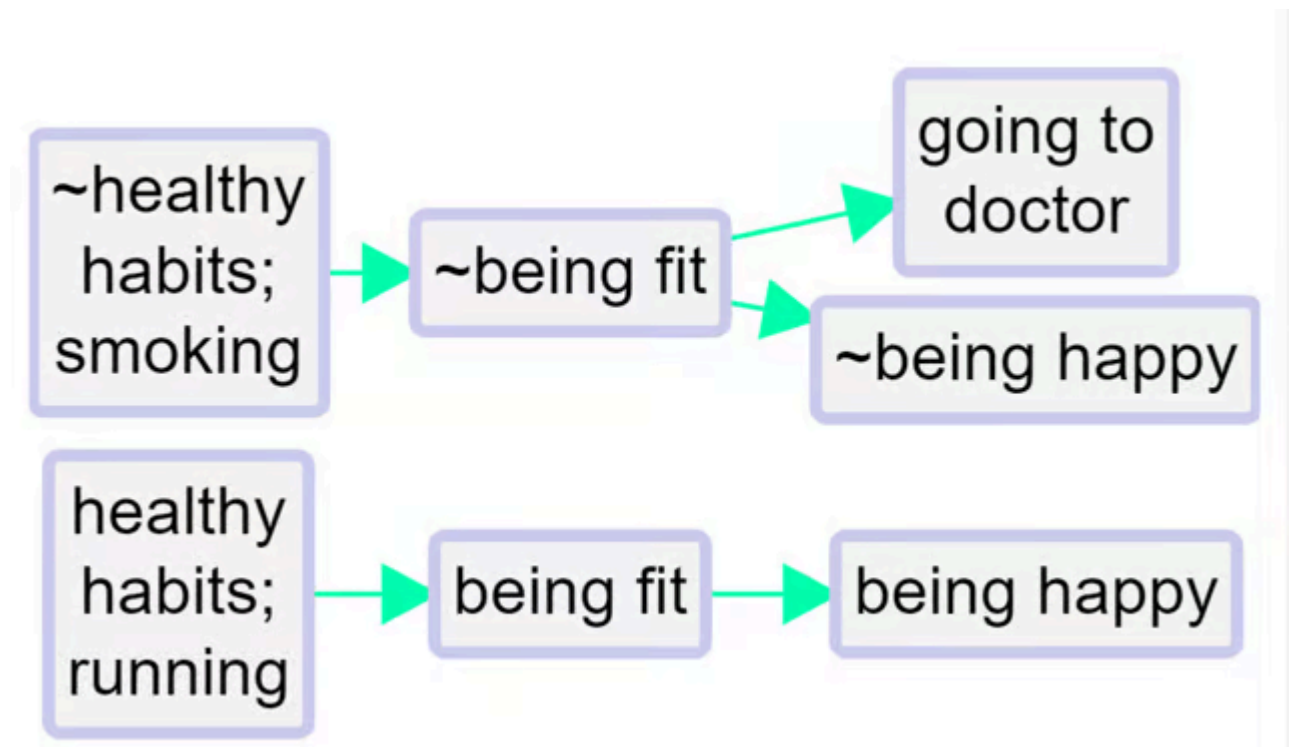 ~healthy
habits;
smoking
~being fit
going to
doctor
~being happy
healthy
habits;
running
being fit
being happy